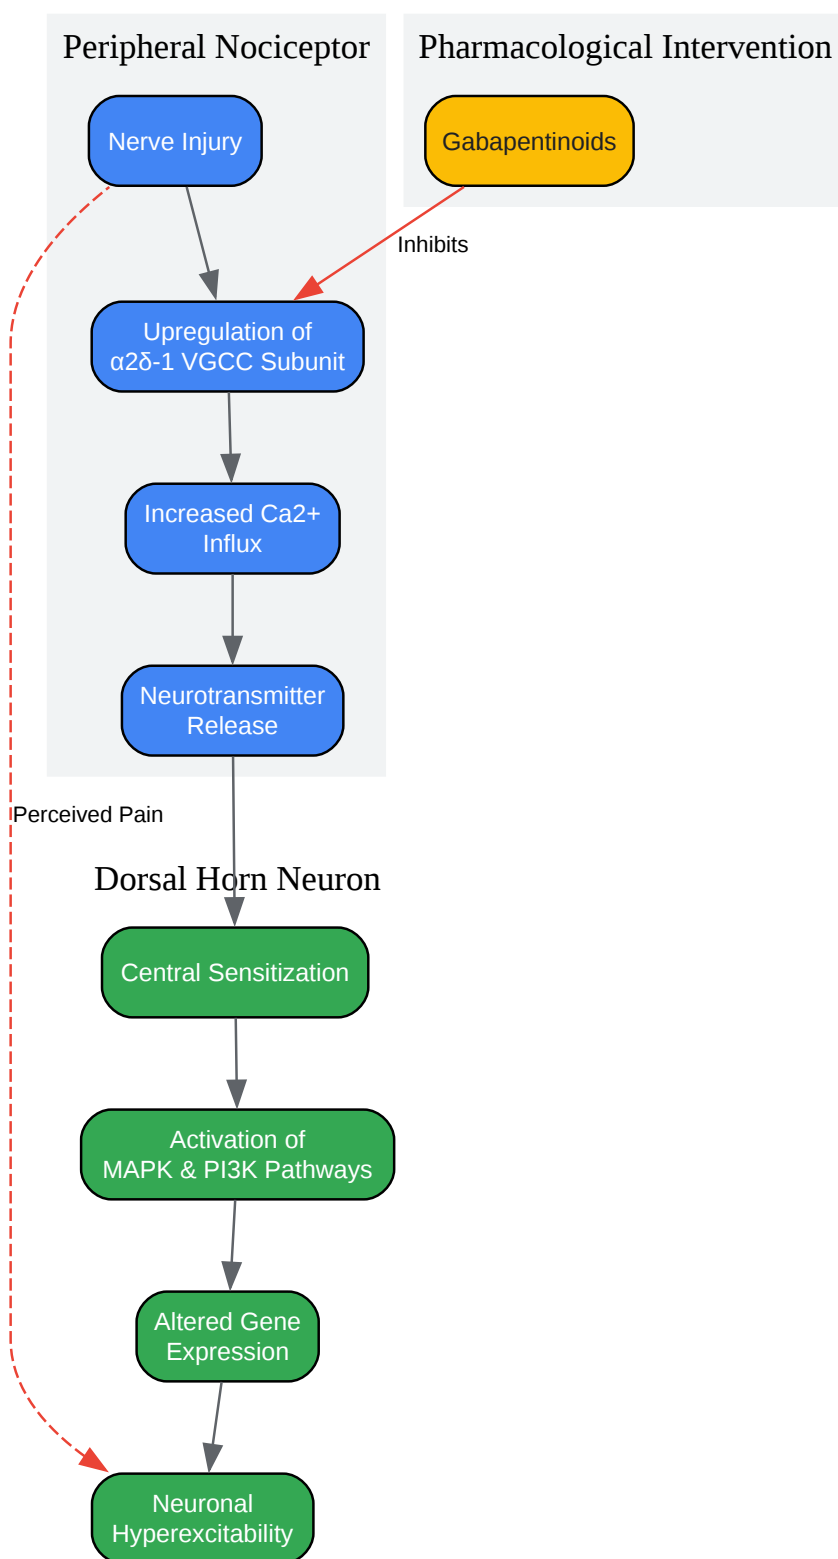 Peripheral Nociceptor
Pharmacological Intervention
Nerve Injury
Gabapentinoids
Inhibits
Upregulation of
α2δ-1 VGCC Subunit
Increased Ca2+
Influx
Neurotransmitter
Release
Perceived Pain
Dorsal Horn Neuron
Central Sensitization
Activation of
MAPK & PI3K Pathways
Altered Gene
Expression
Neuronal
Hyperexcitability